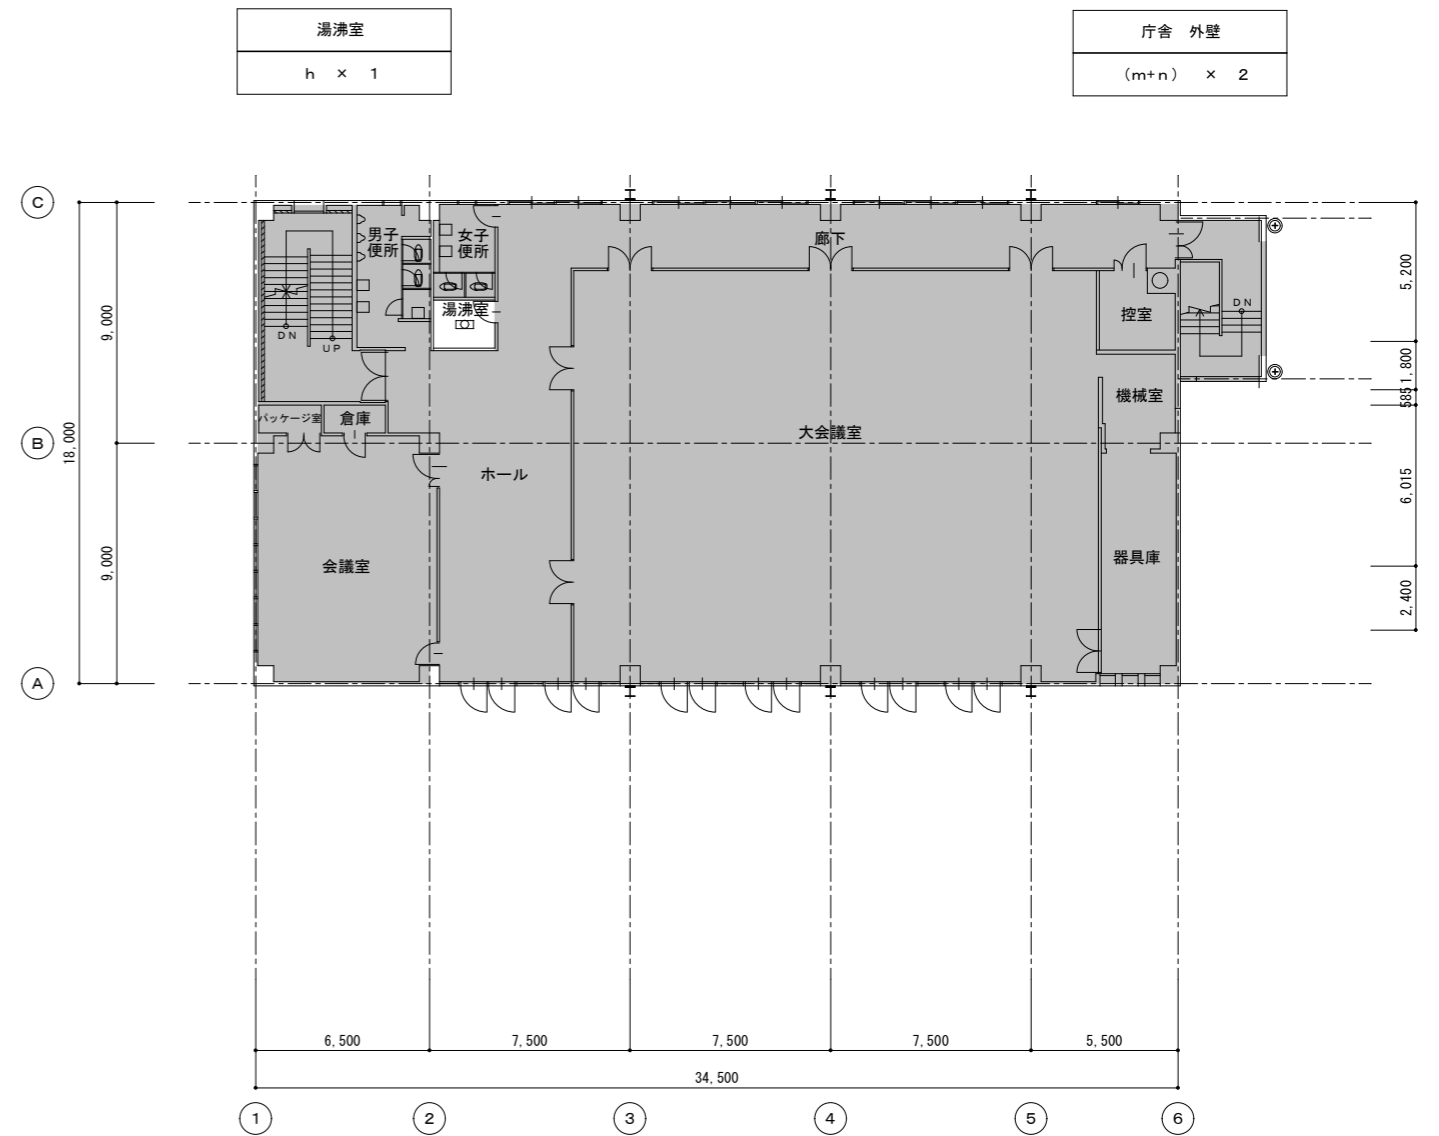 湯沸室
h × 1
庁舎 外壁
(m+n) × 2
C
B
A
9,000
9,000
18,000
男子
便所
女子
便所
湯沸室
廊下
控室
機械室
DN
UP
DN
パッケージ室
倉庫
大会議室
ホール
会議室
器具庫
5,200
1,800
585
6,015
2,400
6,500
7,500
7,500
7,500
5,500
34,500
1
2
3
4
5
6